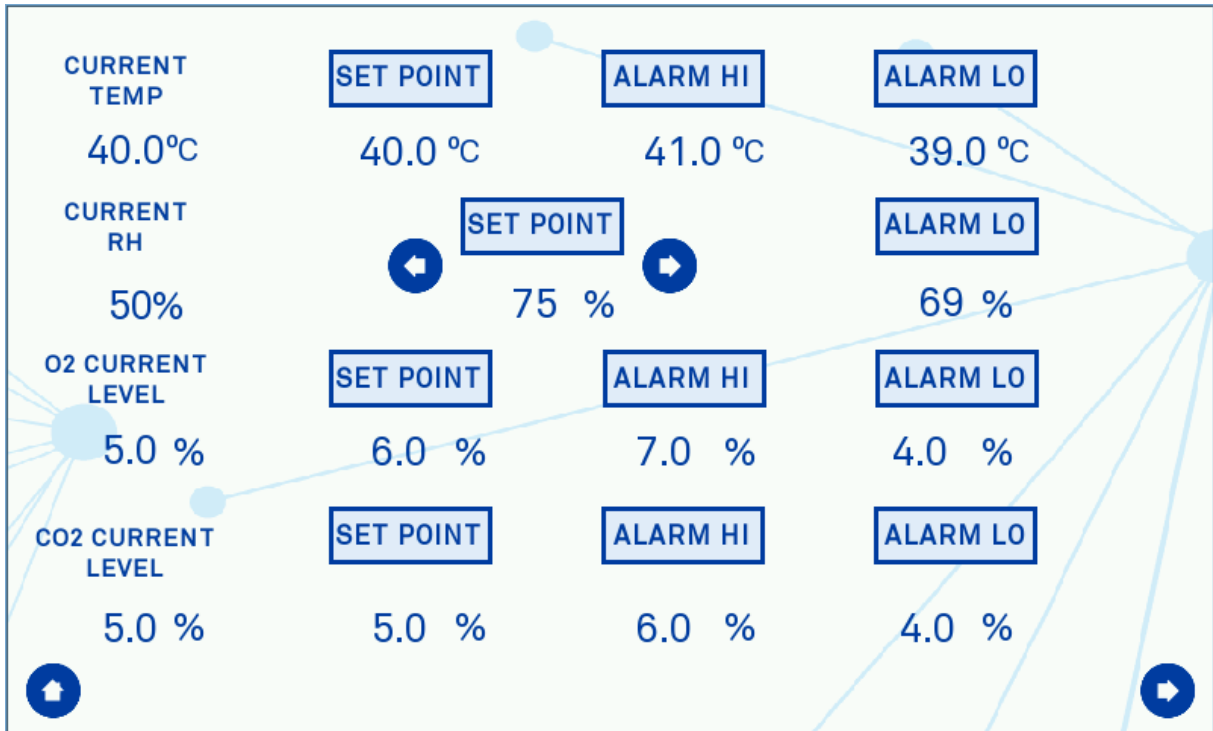 CURRENT
TEMP
SET POINT
ALARM HI
ALARM LO
40.0ºC
40.0 ºC
41.0 ºC
39.0 ºC
CURRENT
RH
SET POINT
ALARM LO
50%
75 %
69 %
O2 CURRENT
LEVEL
SET POINT
ALARM HI
ALARM LO
5.0 %
6.0 %
7.0 %
4.0 %
CO2 CURRENT
LEVEL
SET POINT
ALARM HI
ALARM LO
5.0 %
5.0 %
6.0 %
4.0 %